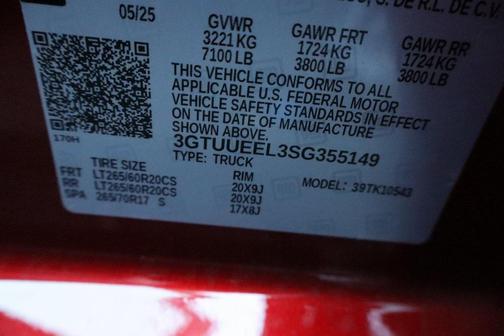 S. DE R.L. DE C.V.
05/25
GVWR GAWR FRT GAWR RR
3221 KG 1724 KG 1724 KG
7100 LB 3800 LB 3800 LB
THIS VEHICLE CONFORMS TO ALL
APPLICABLE U.S. FEDERAL MOTOR
VEHICLE SAFETY STANDARDS IN EFFECT
ON THE DATE OF MANUFACTURE
SHOWN ABOVE.
170H
3GTUUEEL3SG355149
TYPE: TRUCK
TIRE SIZE RIM MODEL: 39TK10543
FRT LT265/60R20CS 20X9J
RR LT265/60R20CS 20X9J
SPA 265/70R17 S 17X8J